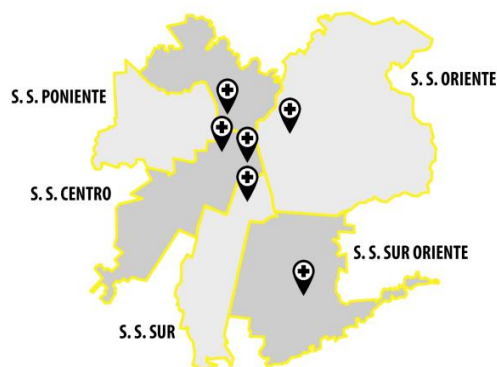 S. S. ORIENTE
S. S. PONIENTE
S. S. CENTRO
S. S. SUR ORIENTE
S. S. SUR